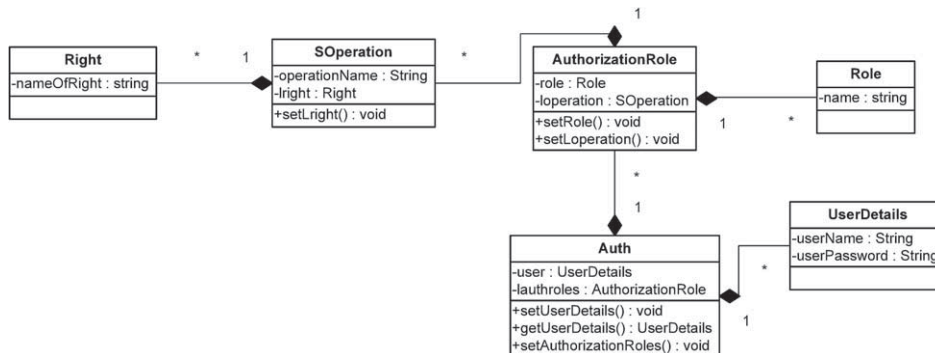 Right
-nameOfRight : string
*
1
SOperation
-operationName : String
-lright : Right
+setLright() : void
*
1
AuthorizationRole
-role : Role
-loperation : SOperation
+setRole() : void
+setLoperation() : void
1
*
Role
-name : string
*
1
Auth
-user : UserDetails
-lauthroles : AuthorizationRole
+setUserDetails() : void
+getUserDetails() : UserDetails
+setAuthorizationRoles() : void
1
*
UserDetails
-userName : String
-userPassword : String